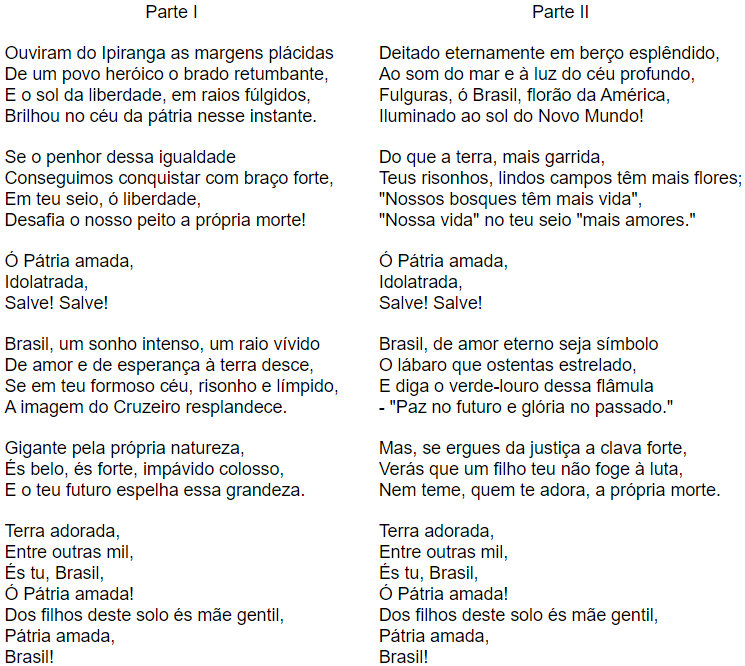 Parte I
Ouviram do Ipiranga as margens plácidas
De um povo heróico o brado retumbante,
E o sol da liberdade, em raios fúlgidos,
Brilhou no céu da pátria nesse instante.
Se o penhor dessa igualdade
Conseguimos conquistar com braço forte,
Em teu seio, ó liberdade,
Desafia o nosso peito a própria morte!
Ó Pátria amada,
Idolatrada,
Salve! Salve!
Brasil, um sonho intenso, um raio vívido
De amor e de esperança à terra desce,
Se em teu formoso céu, risonho e límpido,
A imagem do Cruzeiro resplandece.
Gigante pela própria natureza,
És belo, és forte, impávido colosso,
E o teu futuro espelha essa grandeza.
Terra adorada,
Entre outras mil,
És tu, Brasil,
Ó Pátria amada!
Dos filhos deste solo és mãe gentil,
Pátria amada,
Brasil!
Parte II
Deitado eternamente em berço esplêndido,
Ao som do mar e à luz do céu profundo,
Fulguras, ó Brasil, florão da América,
Iluminado ao sol do Novo Mundo!
Do que a terra, mais garrida,
Teus risonhos, lindos campos têm mais flores;
"Nossos bosques têm mais vida",
"Nossa vida" no teu seio "mais amores."
Ó Pátria amada,
Idolatrada,
Salve! Salve!
Brasil, de amor eterno seja símbolo
O lábaro que ostentas estrelado,
E diga o verde-louro dessa flâmula
- "Paz no futuro e glória no passado."
Mas, se ergues da justiça a clava forte,
Verás que um filho teu não foge à luta,
Nem teme, quem te adora, a própria morte.
Terra adorada,
Entre outras mil,
És tu, Brasil,
Ó Pátria amada!
Dos filhos deste solo és mãe gentil,
Pátria amada,
Brasil!